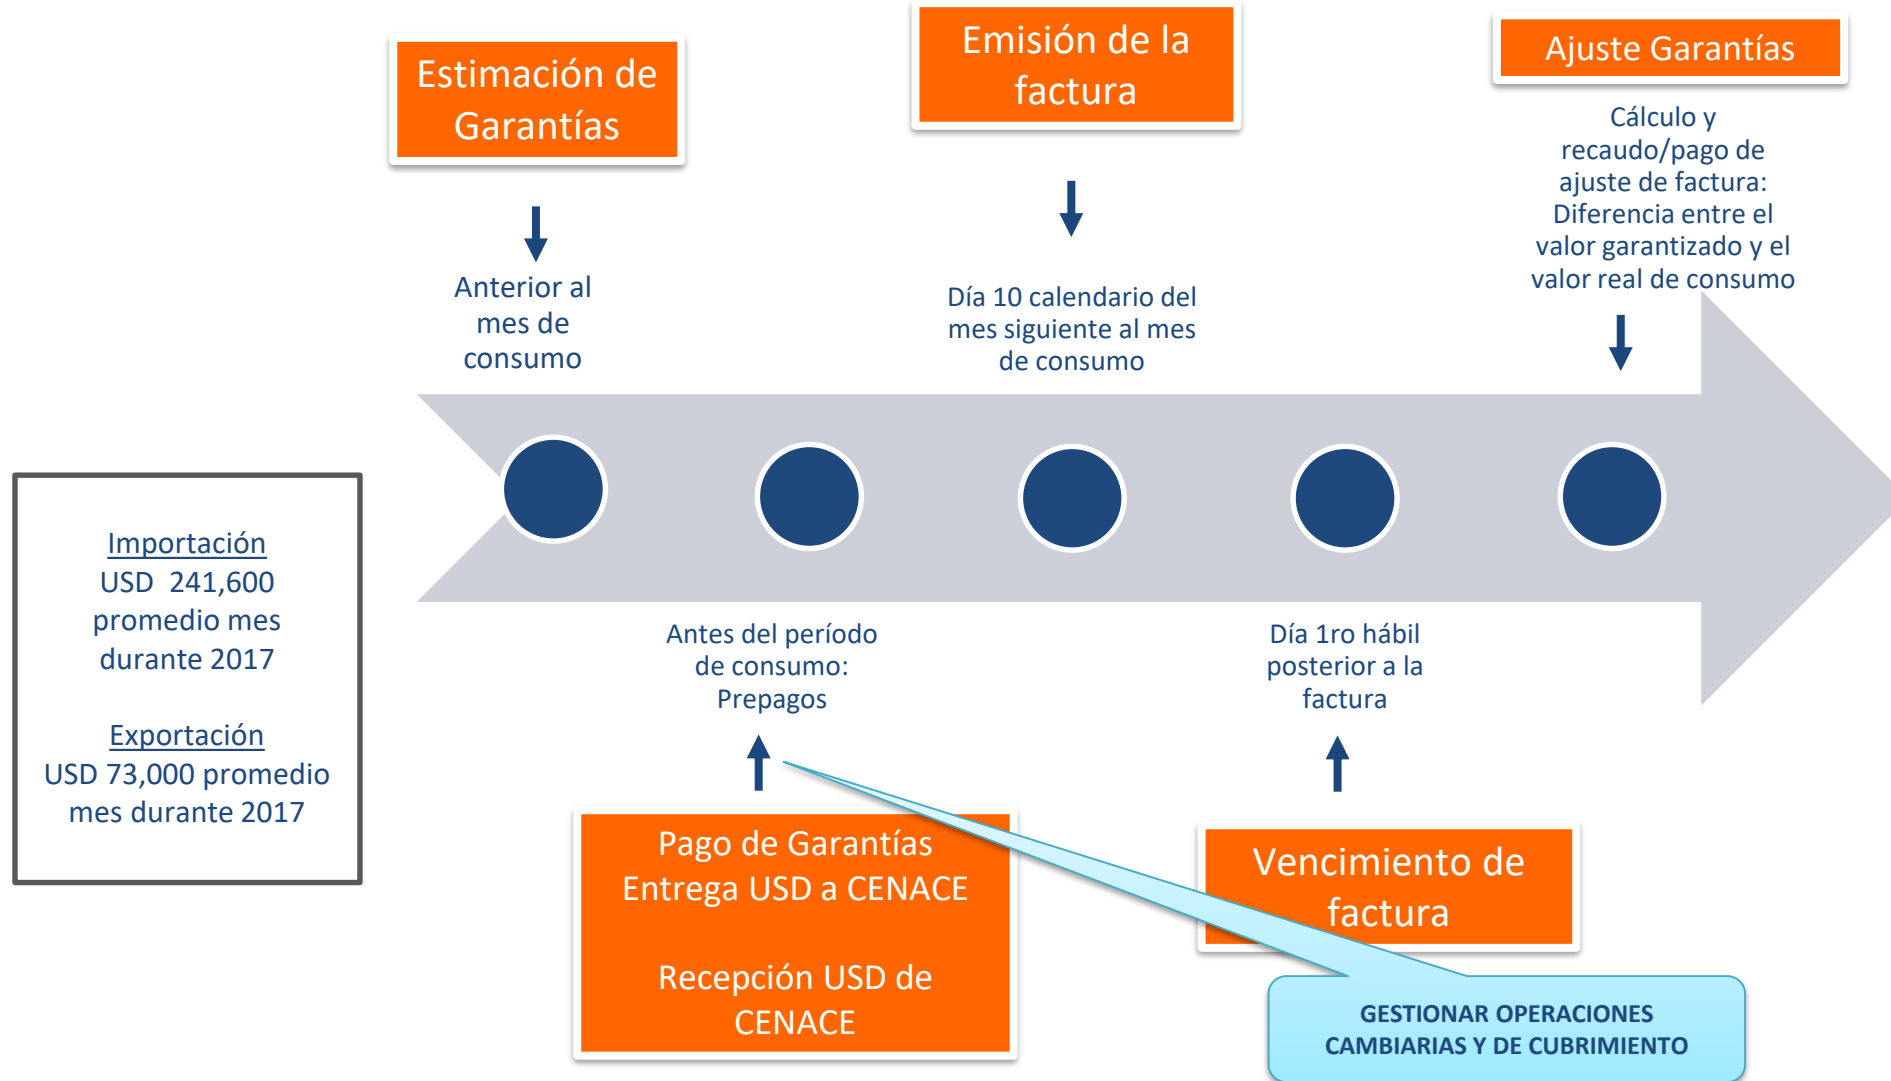 Estimación de
Garantías
Anterior al
mes de
consumo
Emisión de la
factura
Día 10 calendario del
mes siguiente al mes
de consumo
Ajuste Garantías
Cálculo y
recaudo/pago de
ajuste de factura:
Diferencia entre el
valor garantizado y el
valor real de consumo
Importación
USD  241,600
promedio mes
durante 2017
Exportación
USD 73,000 promedio
mes durante 2017
Antes del período
de consumo:
Prepagos
Pago de Garantías
Entrega USD a CENACE
Recepción USD de
CENACE
Día 1ro hábil
posterior a la
factura
Vencimiento de
factura
GESTIONAR OPERACIONES
CAMBIARIAS Y DE CUBRIMIENTO